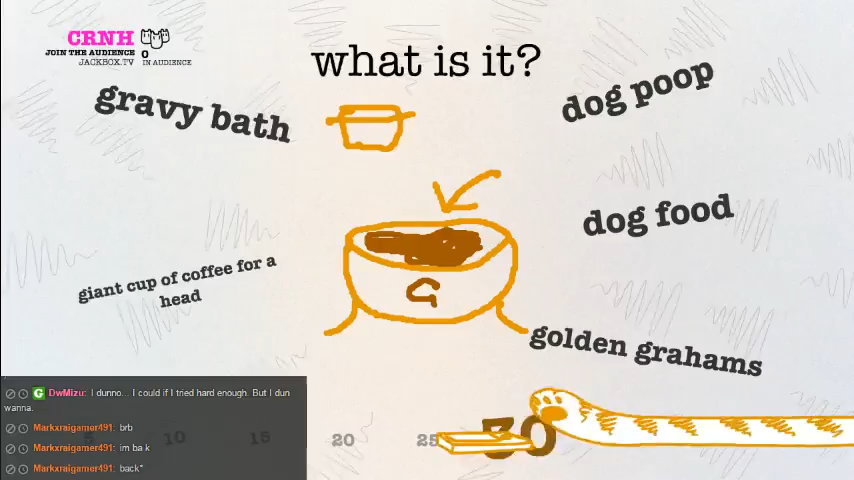 CRNH
JOIN THE AUDIENCE
JACKBOX.TV
0
IN AUDIENCE
what is it?
gravy bath
dog poop
dog food
giant cup of coffee for a
head
G
golden grahams
G DwMizu: I dunno... I could if I tried hard enough. But I dun
wanna.
Markxraigamer491: brb
Markxraigamer491: im ba k
Markxraigamer491: back*
5 10 15 20 25 30